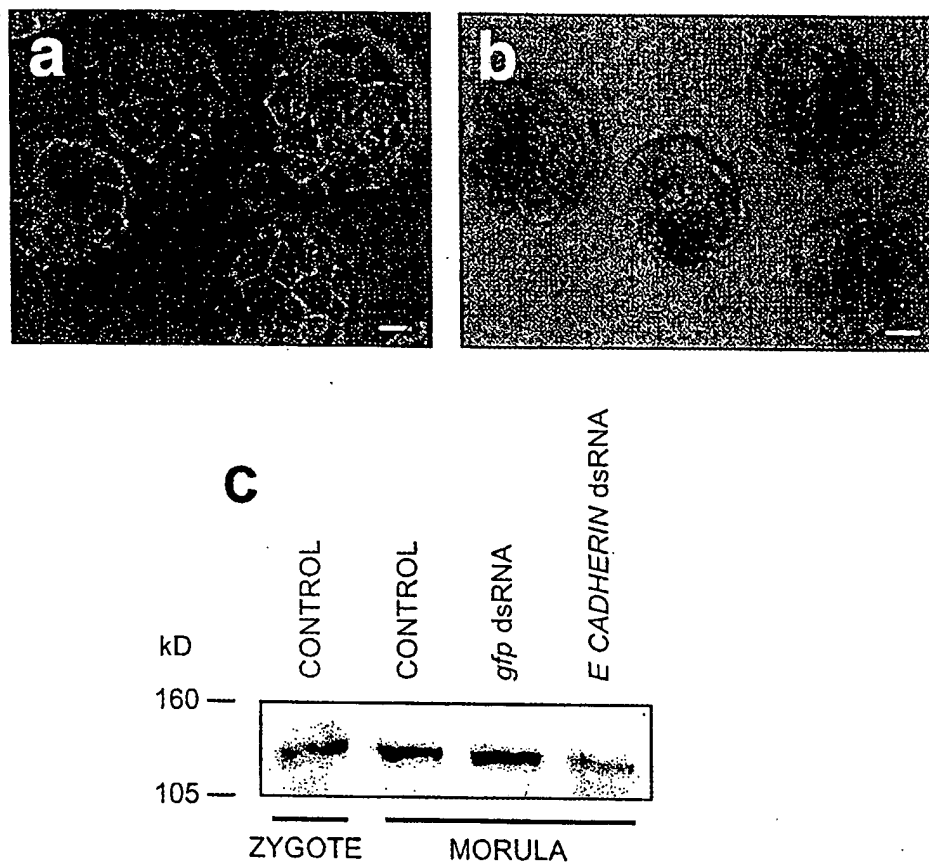 a
b
C
kD
CONTROL
CONTROL
gfp dsRNA
E CADHERIN dsRNA
160
105
ZYGOTE
MORULA